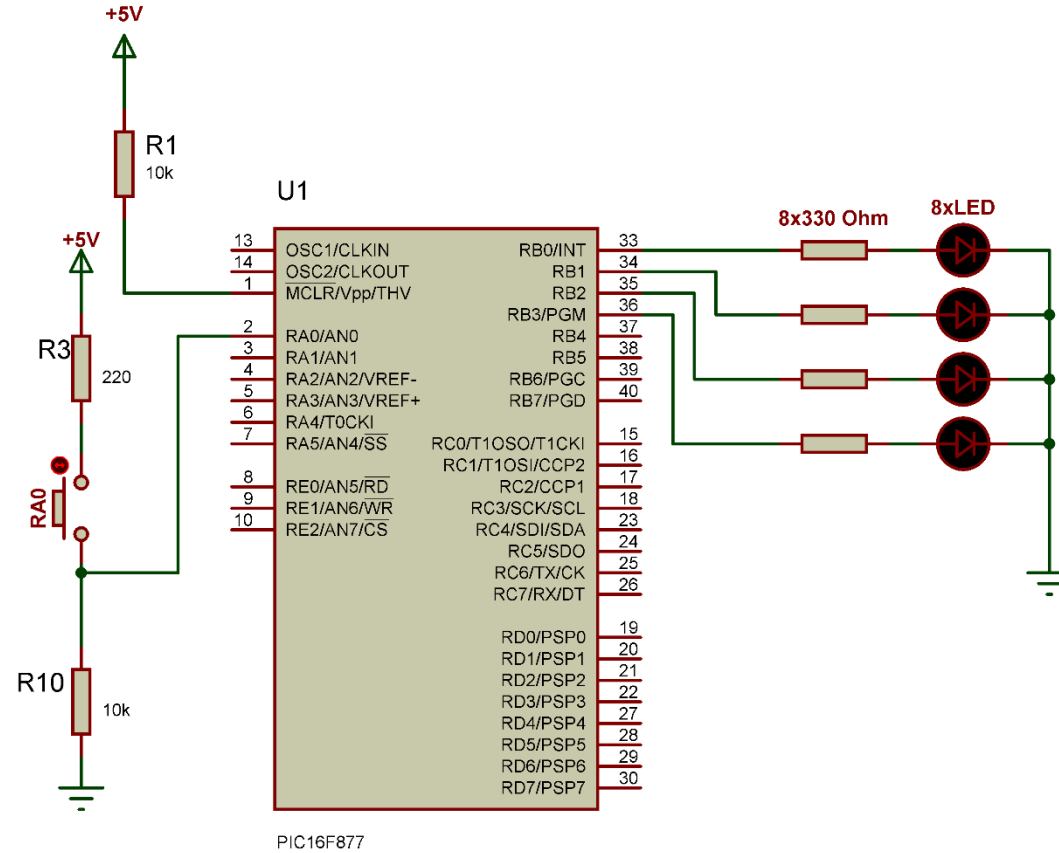 +5V
R1
10k
+5V
R3
220
RA0
R10
10k
U1
13 OSC1/CLKIN
14 OSC2/CLKOUT
1 MCLR/Vpp/THV
2 RA0/AN0
3 RA1/AN1
4 RA2/AN2/VREF-
5 RA3/AN3/VREF+
6 RA4/T0CKI
7 RA5/AN4/SS
8 RE0/AN5/RD
9 RE1/AN6/WR
10 RE2/AN7/CS
RB0/INT 33
RB1 34
RB2 35
RB3/PGM 36
RB4 37
RB5 38
RB6/PGC 39
RB7/PGD 40
RC0/T1OSO/T1CKI 15
RC1/T1OSI/CCP2 16
RC2/CCP1 17
RC3/SCK/SCL 18
RC4/SDI/SDA 23
RC5/SDO 24
RC6/TX/CK 25
RC7/RX/DT 26
RD0/PSP0 19
RD1/PSP1 20
RD2/PSP2 21
RD3/PSP3 22
RD4/PSP4 27
RD5/PSP5 28
RD6/PSP6 29
RD7/PSP7 30
PIC16F877
8x330 Ohm
8xLED